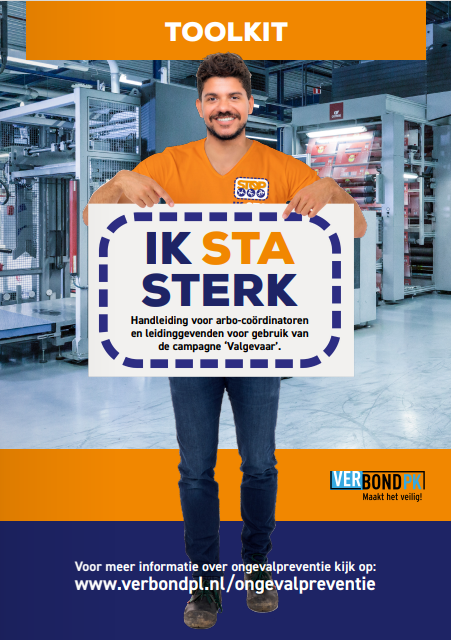 TOOLKIT
STOP
IK STA
STERK
Handleiding voor arbo-coördinatoren
en leidinggevenden voor gebruik van
de campagne ‘Valgevaar’.
VERBONDPK
Maakt het veilig!
Voor meer informatie over ongevalpreventie kijk op:
www.verbondpl.nl/ongevalpreventie